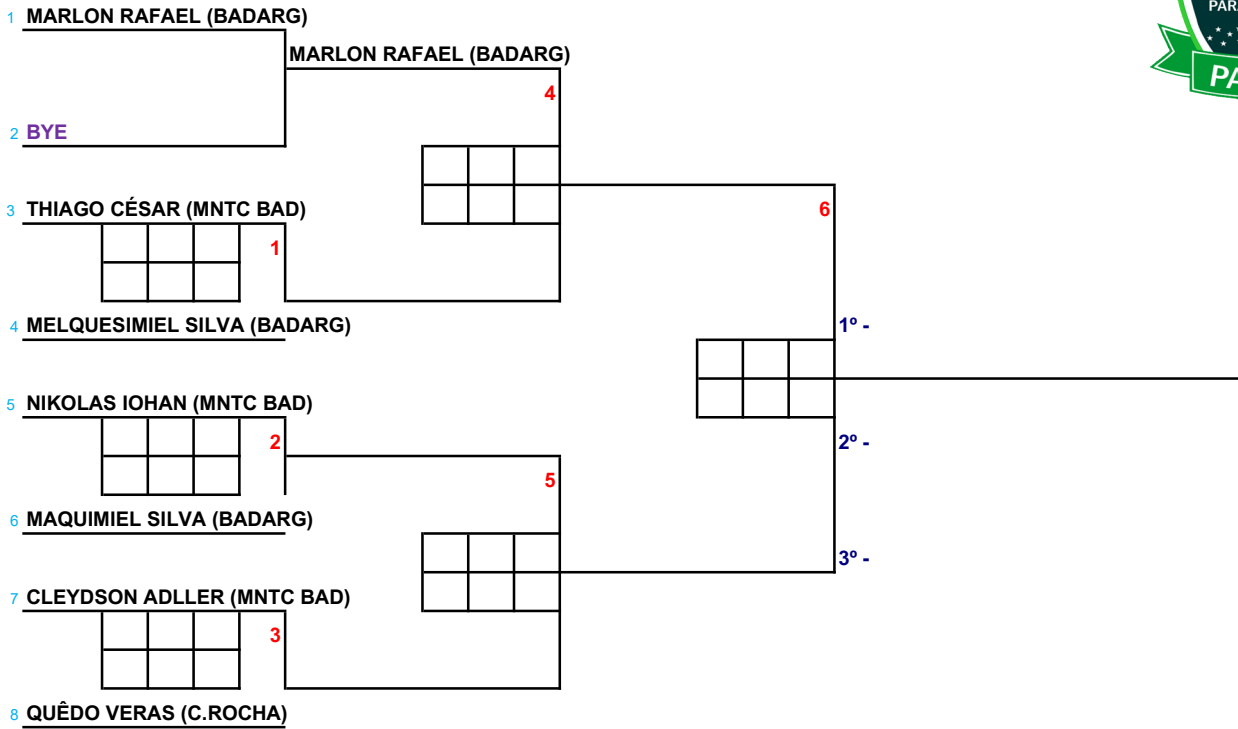 1 MARLON RAFAEL (BADARG)
MARLON RAFAEL (BADARG)
4
2 BYE
3 THIAGO CÉSAR (MNTC BAD)
6
1
4 MELQUESIMIEL SILVA (BADARG)
1º -
5 NIKOLAS IOHAN (MNTC BAD)
2
2º -
5
6 MAQUIMIEL SILVA (BADARG)
3º -
7 CLEYDSON ADLLER (MNTC BAD)
3
8 QUÊDO VERAS (C.ROCHA)